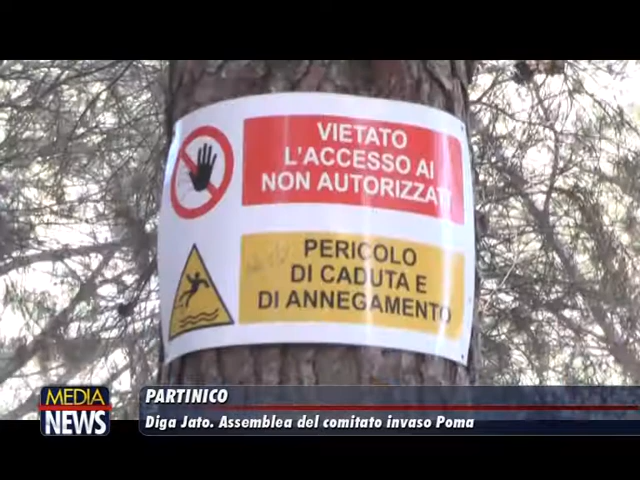 VIETATO
L'ACCESSO AI
NON AUTORIZZATI
PERICOLO
DI CADUTA E
DI ANNEGAMENTO
MEDIA
NEWS
PARTINICO
Diga Jato. Assemblea del comitato invaso Poma